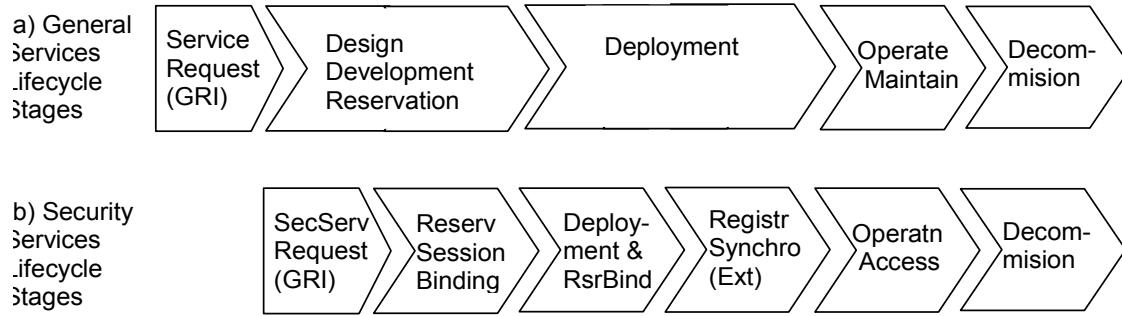 a) General
Services
Lifecycle
Stages
Service
Request
(GRI)
Design
Development
Reservation
Deployment
Operate
Maintain
Decom-
mision
b) Security
Services
Lifecycle
Stages
SecServ
Request
(GRI)
Reserv
Session
Binding
Deploy-
ment &
RsrBind
Registr
Synchro
(Ext)
Operatn
Access
Decom-
mision